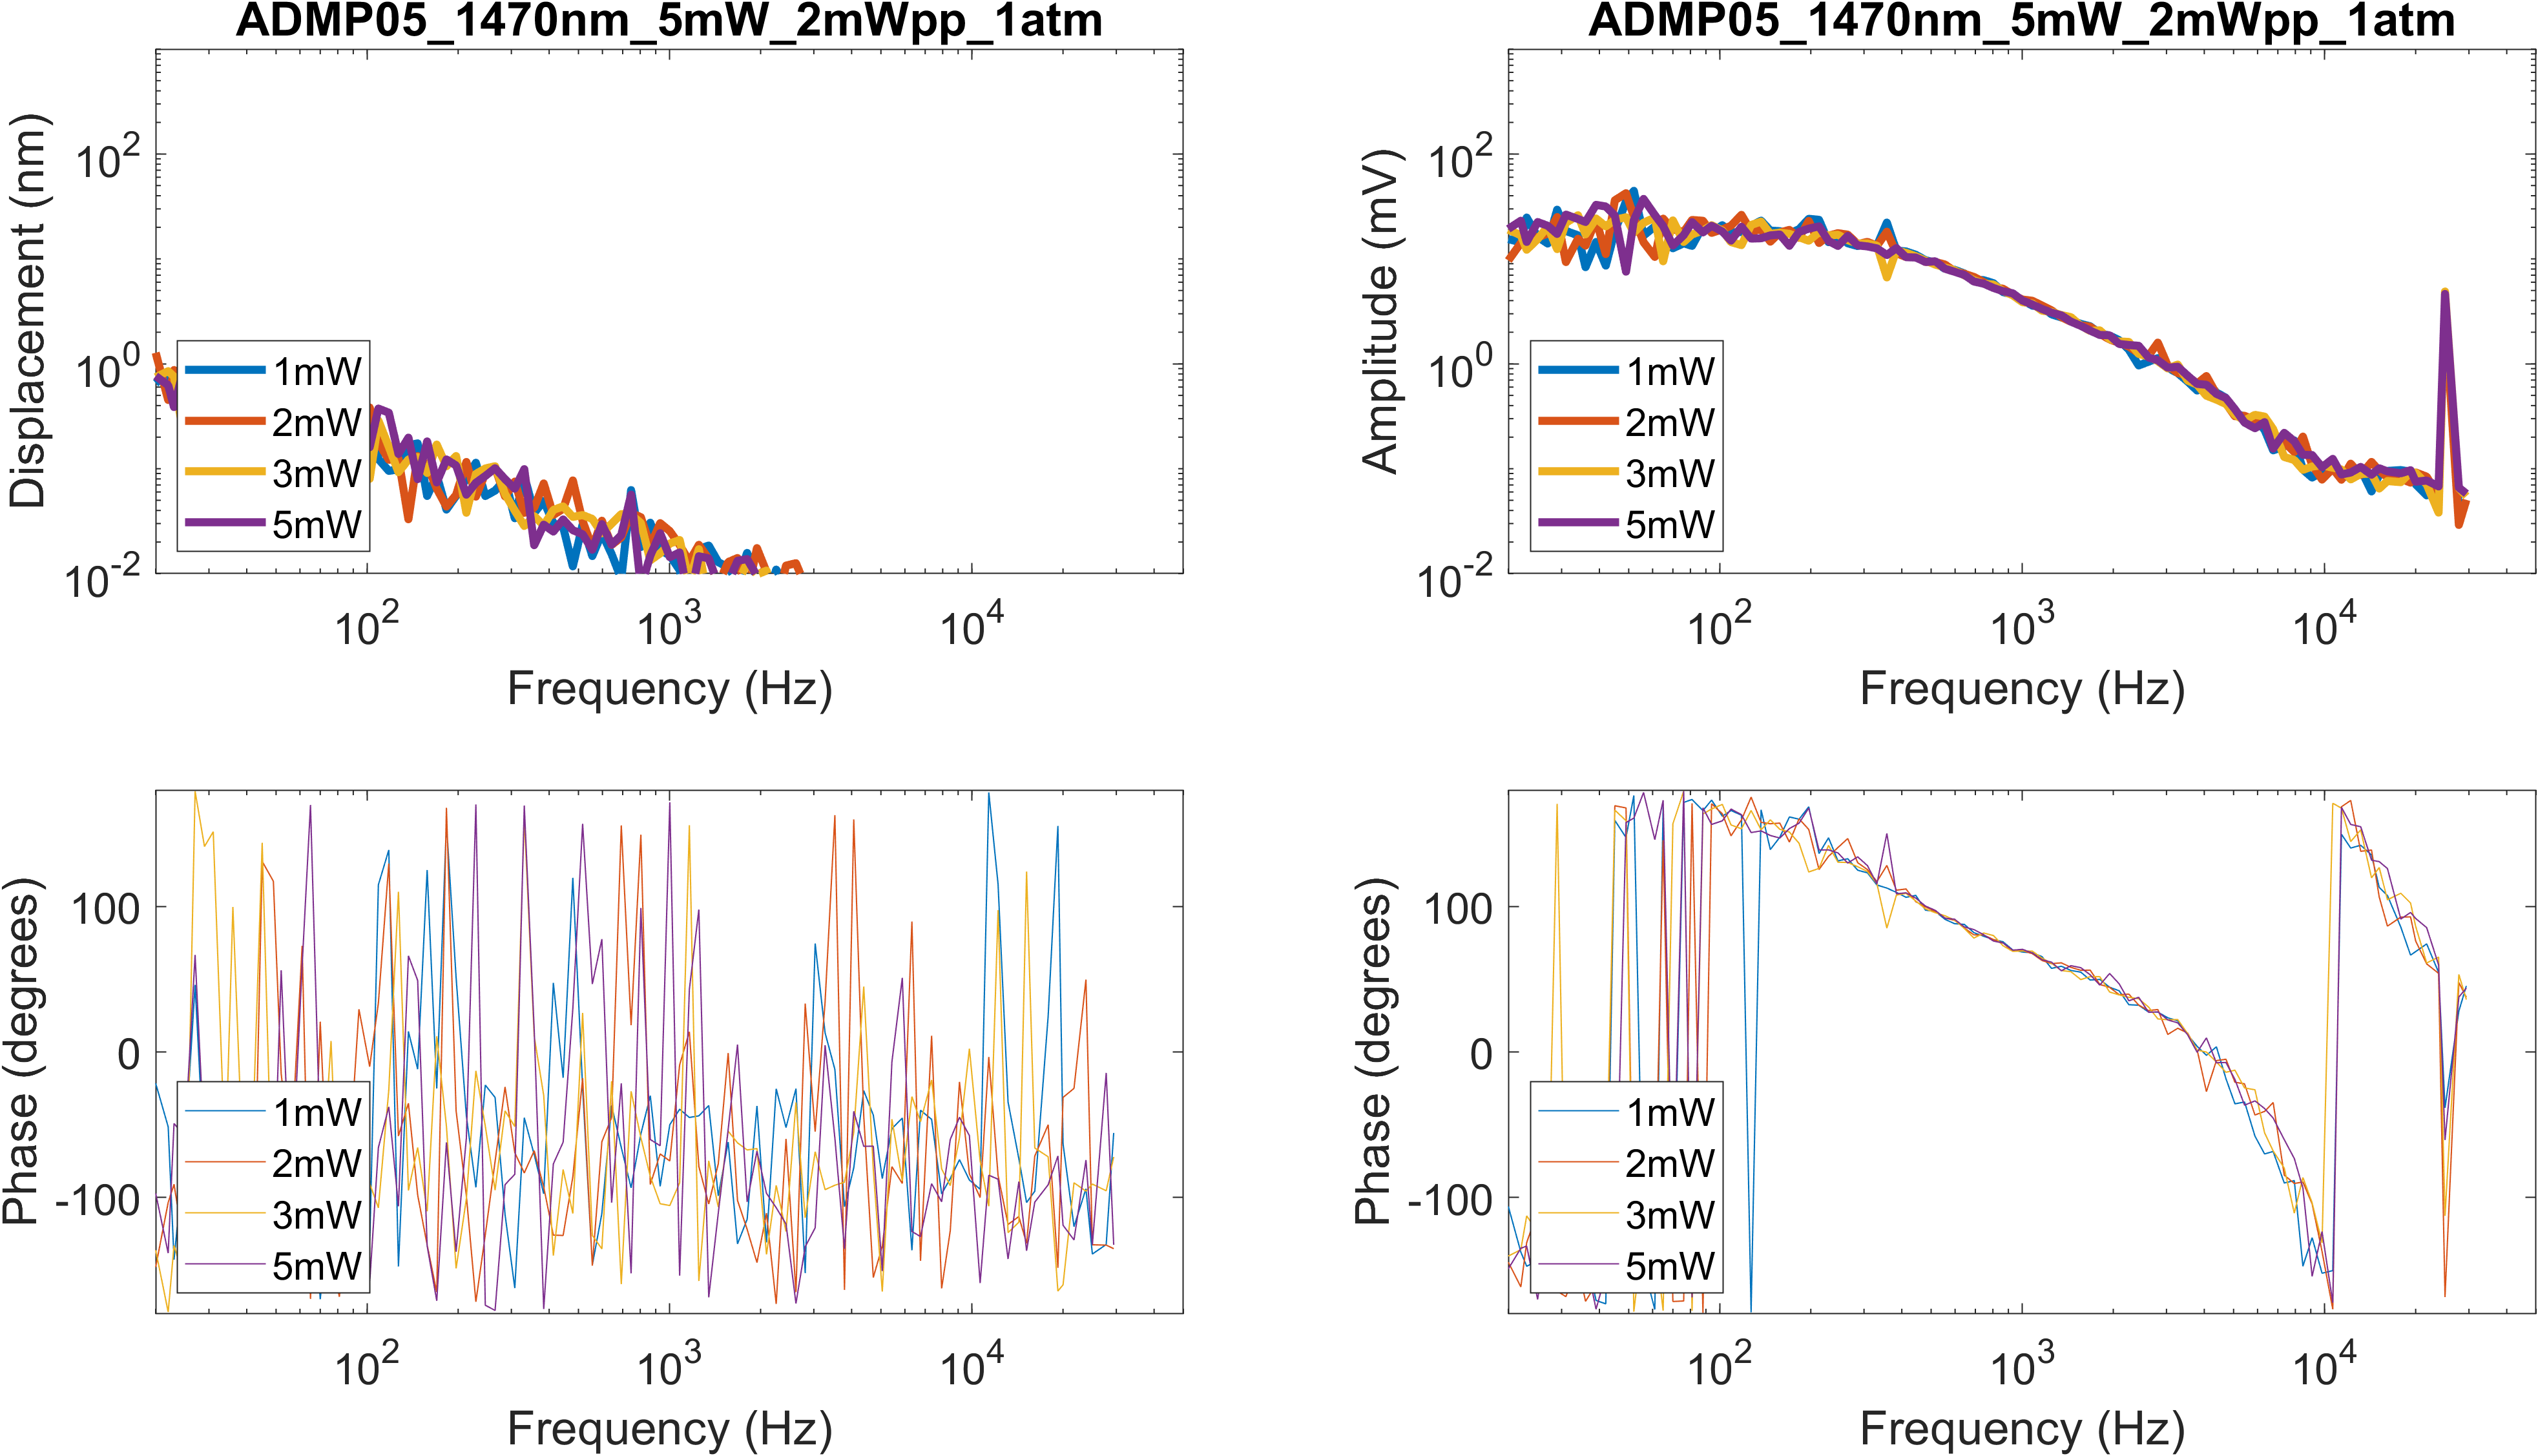 ADMP05_1470nm_5mW_2mWpp_1atm
Displacement (nm)
10^2
10^0
10^-2
1mW
2mW
3mW
5mW
10^2
10^3
10^4
Frequency (Hz)
ADMP05_1470nm_5mW_2mWpp_1atm
Amplitude (mV)
10^2
10^0
10^-2
1mW
2mW
3mW
5mW
10^2
10^3
10^4
Frequency (Hz)
Phase (degrees)
100
0
-100
1mW
2mW
3mW
5mW
10^2
10^3
10^4
Frequency (Hz)
Phase (degrees)
100
0
-100
1mW
2mW
3mW
5mW
10^2
10^3
10^4
Frequency (Hz)